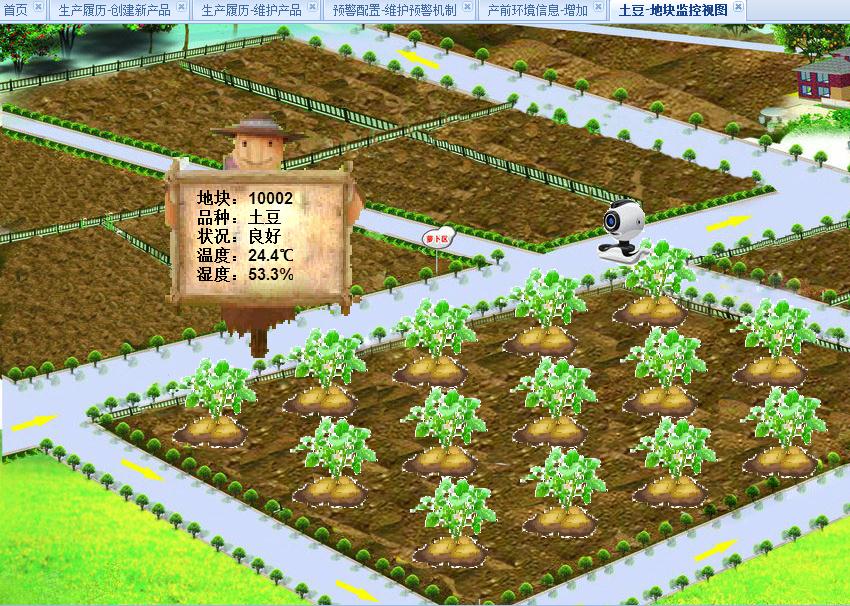 首页 生产履历-创建新产品 生产履历-维护产品 预警配置-维护预警机制 产前环境信息-增加 土豆-地块监控视图
地块：10002
品种：土豆
状况：良好
温度：24.4℃
湿度：53.3%
萝卜区